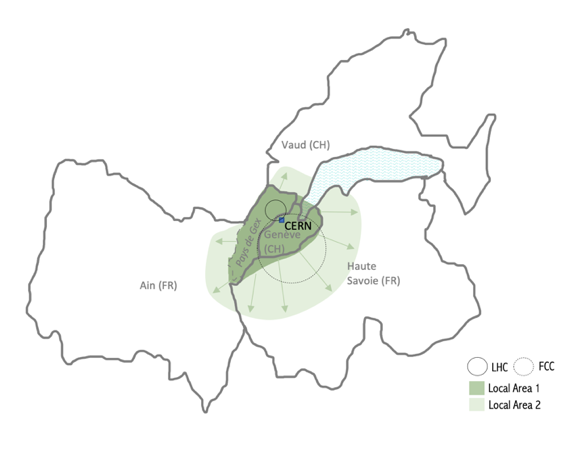 Vaud (CH)
CERN
Pays de Gex
Genève
(CH)
Ain (FR)
Haute
Savoie (FR)
LHC
FCC
Local Area 1
Local Area 2